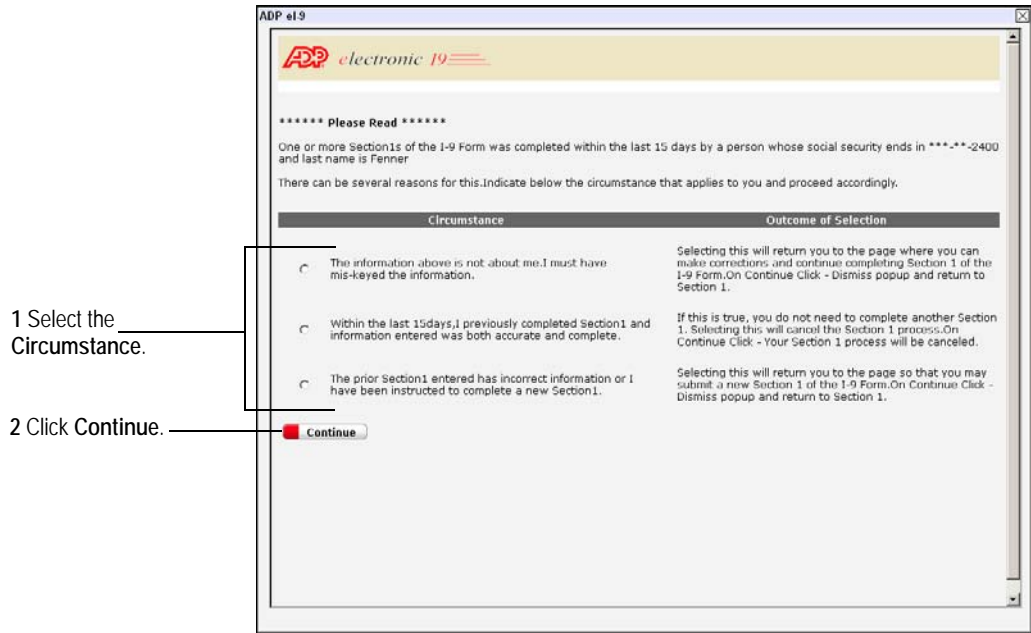 ADP eI-9
ADP electronic I9
****** Please Read ******
One or more Section1s of the I-9 Form was completed within the last 15 days by a person whose social security ends in ***-**-2400
and last name is Fenner
There can be several reasons for this.Indicate below the circumstance that applies to you and proceed accordingly.
Circumstance Outcome of Selection
The information above is not about me.I must have
mis-keyed the information.
Selecting this will return you to the page where you can
make corrections and continue completing Section 1 of the
I-9 Form.On Continue Click - Dismiss popup and return to
Section 1.
1 Select the
Circumstance.
Within the last 15days,I previously completed Section1 and
information entered was both accurate and complete.
If this is true, you do not need to complete another Section
1. Selecting this will cancel the Section 1 process.On
Continue Click - Your Section 1 process will be canceled.
The prior Section1 entered has incorrect information or I
have been instructed to complete a new Section1.
Selecting this will return you to the page so that you may
submit a new Section 1 of the I-9 Form.On Continue Click -
Dismiss popup and return to Section 1.
2 Click Continue.
Continue